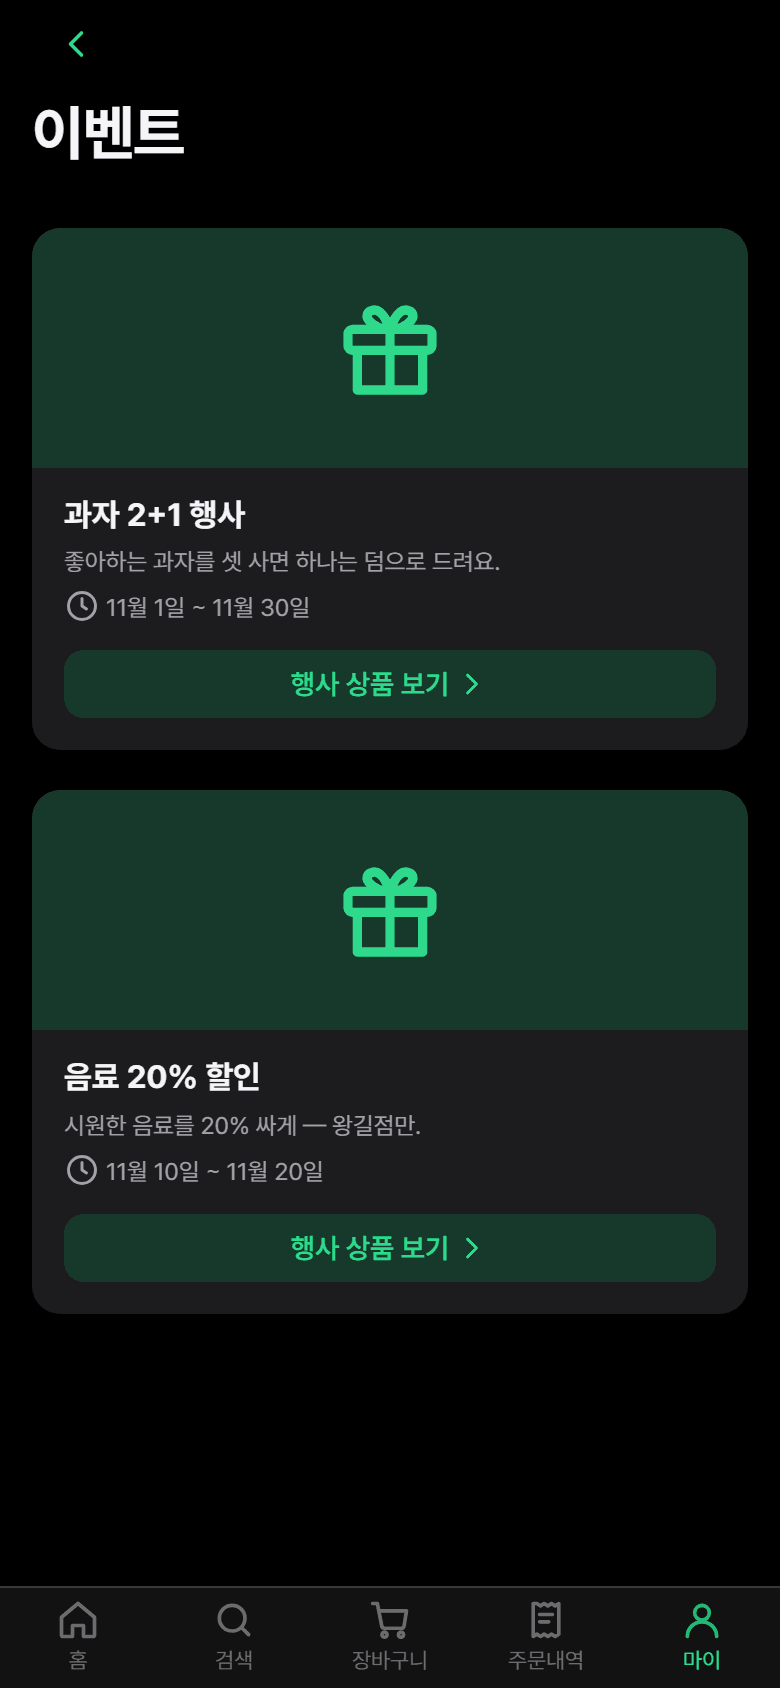 이벤트
과자 2+1 행사
좋아하는 과자를 셋 사면 하나는 덤으로 드려요.
11월 1일 ~ 11월 30일
행사 상품 보기
음료 20% 할인
시원한 음료를 20% 싸게 — 왕길점만.
11월 10일 ~ 11월 20일
행사 상품 보기
홈 검색 장바구니 주문내역 마이